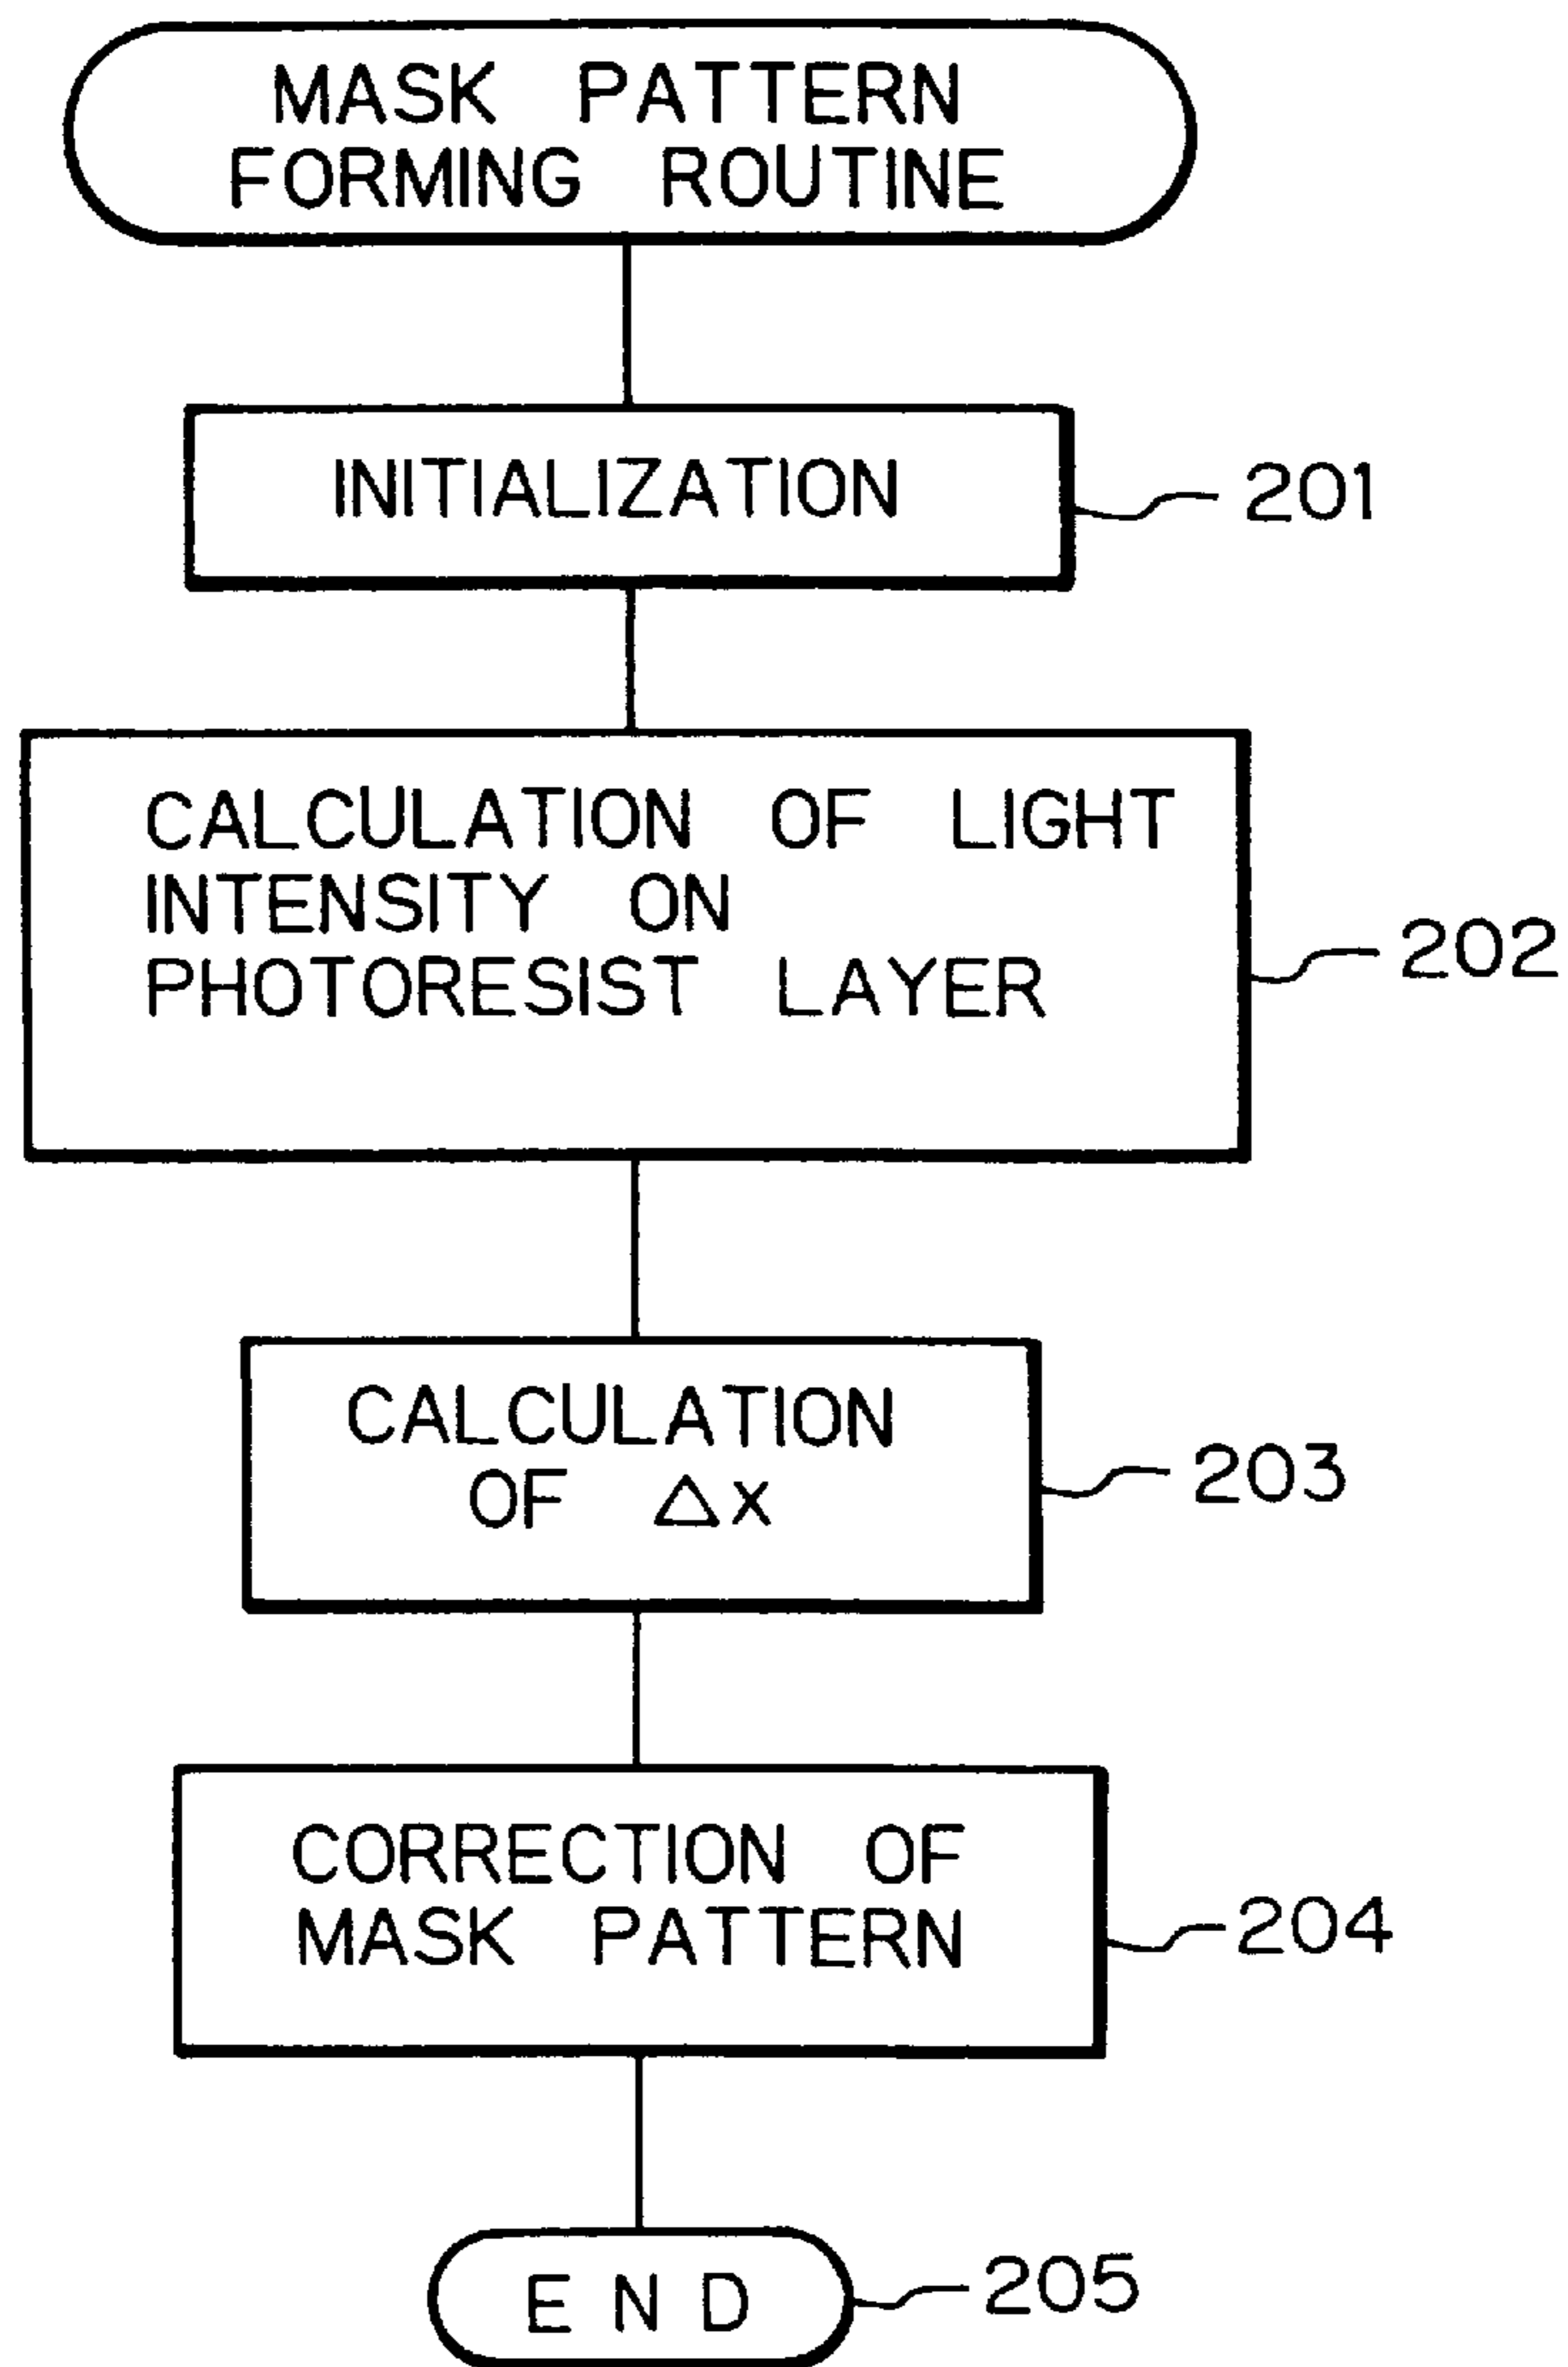 MASK PATTERN
FORMING ROUTINE
INITIALIZATION
201
CALCULATION OF LIGHT
INTENSITY ON
PHOTORESIST LAYER
202
CALCULATION
OF △x
203
CORRECTION OF
MASK PATTERN
204
END
205